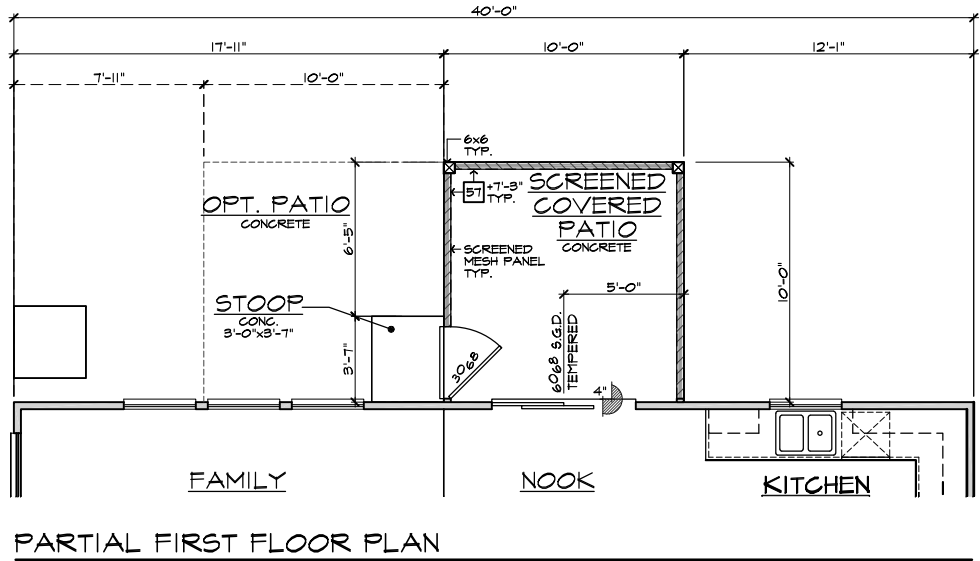 40'-0"
17'-11"
10'-0"
12'-1"
7'-11"
10'-0"
6x6
TYP.
57
+7'-3"
TYP.
SCREENED
COVERED
PATIO
CONCRETE
OPT. PATIO
CONCRETE
6'-5"
SCREENED
MESH PANEL
TYP.
5'-0"
10'-0"
STOOP
CONC.
3'-0"x3'-7"
3'-7"
3068
6068 S.G.D.
TEMPERED
4"
FAMILY
NOOK
KITCHEN
PARTIAL FIRST FLOOR PLAN